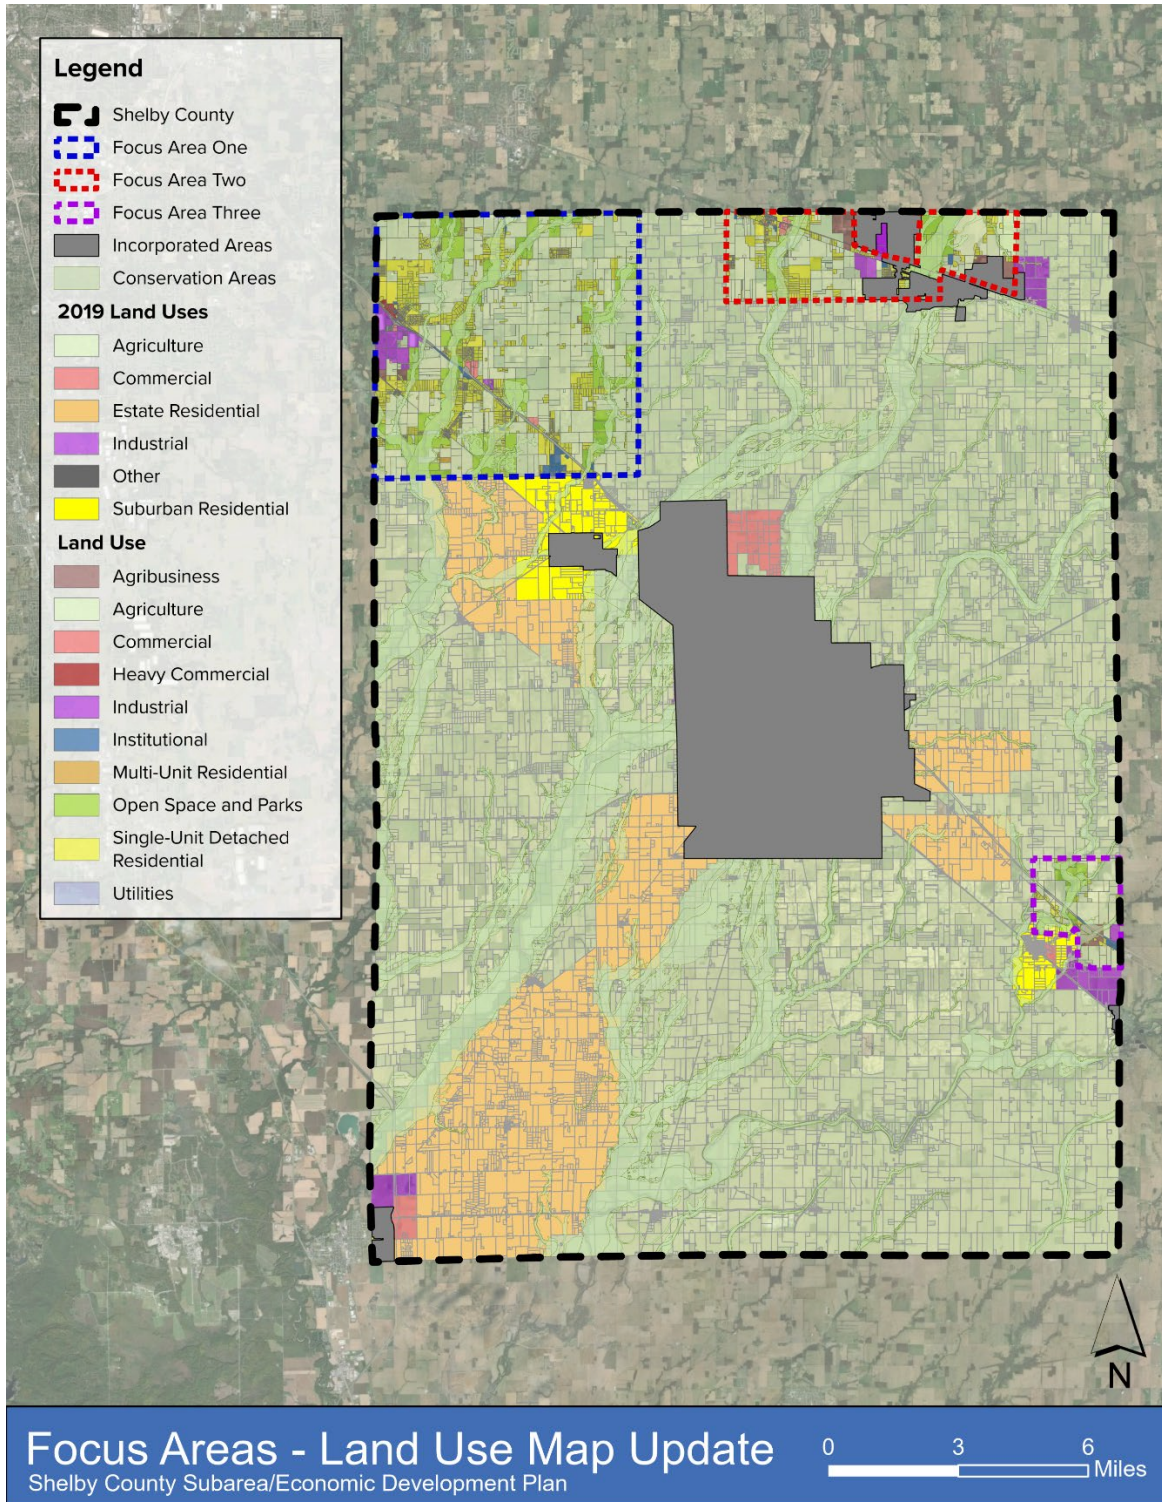 Legend
Shelby County
Focus Area One
Focus Area Two
Focus Area Three
Incorporated Areas
Conservation Areas
2019 Land Uses
Agriculture
Commercial
Estate Residential
Industrial
Other
Suburban Residential
Land Use
Agribusiness
Agriculture
Commercial
Heavy Commercial
Industrial
Institutional
Multi-Unit Residential
Open Space and Parks
Single-Unit Detached
Residential
Utilities
N
Focus Areas - Land Use Map Update
Shelby County Subarea/Economic Development Plan
0 3 6
Miles